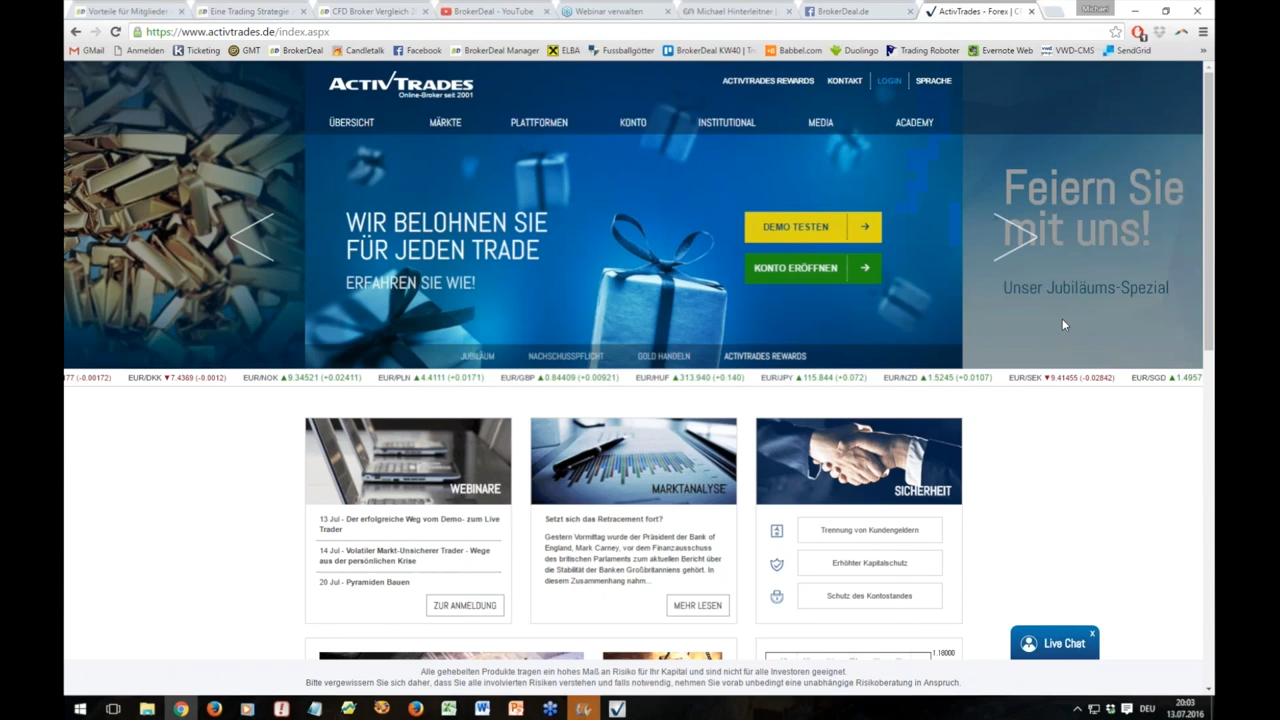 Vorteile für Mitglieder
Eine Trading Strategie
CFD Broker Vergleich 2
BrokerDeal - YouTube
Webinar verwalten
Michael Hinterleitner |
BrokerDeal.de
ActivTrades - Forex | C
Michael
https://www.activtrades.de/index.aspx
GMail
Anmelden
Ticketing
GMT
BrokerDeal
Candletalk
Facebook
BrokerDeal Manager
ELBA
Fussballgötter
BrokerDeal KW40 | Tr
Babbel.com
Duolingo
Trading Roboter
Evernote Web
VWD-CMS
SendGrid
»
ACTIVTRADES
Online-Broker seit 2001
ACTIVTRADES REWARDS
KONTAKT
LOGIN
SPRACHE
ÜBERSICHT
MÄRKTE
PLATTFORMEN
KONTO
INSTITUTIONAL
MEDIA
ACADEMY
WIR BELOHNEN SIE
FÜR JEDEN TRADE
ERFAHREN SIE WIE!
DEMO TESTEN
KONTO ERÖFFNEN
Feiern Sie
mit uns!
Unser Jubiläums-Spezial
JUBILÄUM
NACHSCHUSSPFLICHT
GOLD HANDELN
ACTIVTRADES REWARDS
477 (-0.00172) EUR/DKK ▼7.4369 (-0.0012) EUR/NOK ▲9.34521 (+0.02411) EUR/PLN ▲4.4111 (+0.0171) EUR/GBP ▲0.84409 (+0.00921) EUR/HUF ▲313.940 (+0.140) EUR/JPY ▲115.844 (+0.072) EUR/NZD ▲1.5245 (+0.0107) EUR/SEK ▼9.41455 (-0.02842) EUR/SGD ▲1.4957
WEBINARE
13 Jul - Der erfolgreiche Weg vom Demo- zum Live
Trader
14 Jul - Volatiler Markt-Unsicherer Trader - Wege
aus der persönlichen Krise
20 Jul - Pyramiden Bauen
ZUR ANMELDUNG
MARKTANALYSE
Setzt sich das Retracement fort?
Gestern Vormittag wurde der Präsident der Bank of
England, Mark Carney, vor dem Finanzausschuss
des britischen Parlaments zum aktuellen Bericht über
die Stabilität der Banken Großbritanniens gehört. In
diesem Zusammenhang nahm...
MEHR LESEN
SICHERHEIT
Trennung von Kundengeldern
Erhöhter Kapitalschutz
Schutz des Kontostandes
1.18000
Live Chat
x
Alle gehebelten Produkte tragen ein hohes Maß an Risiko für Ihr Kapital und sind nicht für alle Investoren geeignet.
Bitte vergewissern Sie sich daher, dass Sie alle involvierten Risiken verstehen und falls notwendig, nehmen Sie vorab unbedingt eine unabhängige Risikoberatung in Anspruch.
DEU
20:03
13.07.2016